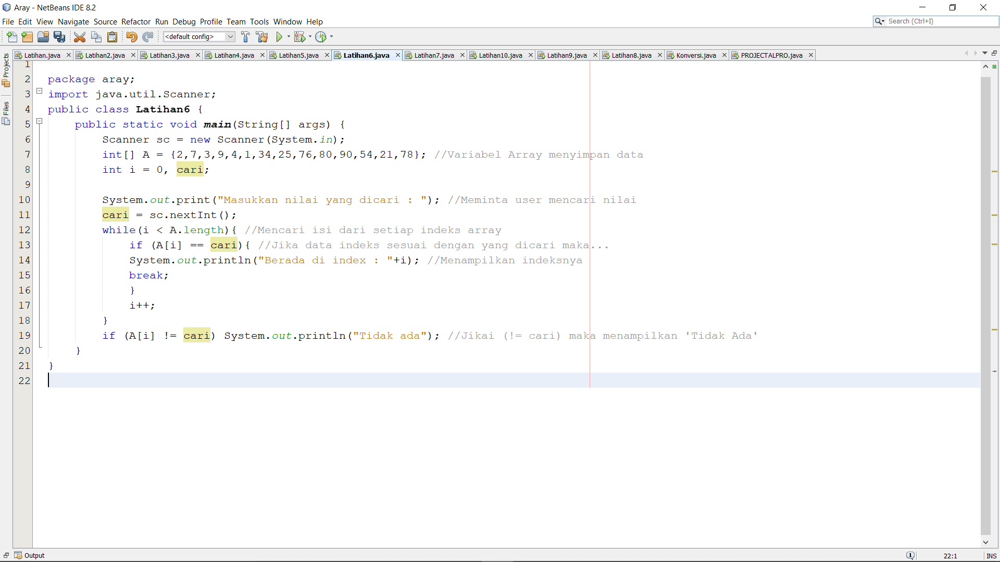 Aray - NetBeans IDE 8.2
File Edit View Navigate Source Refactor Run Debug Profile Team Tools Window Help
Search (Ctrl+I)
<default config>
Latihan.java Latihan2.java Latihan3.java Latihan4.java Latihan5.java Latihan6.java Latihan7.java Latihan10.java Latihan9.java Latihan8.java Konversi.java PROJECTALPRO.java
Projects
Files
1
2 package aray;
3 import java.util.Scanner;
4 public class Latihan6 {
5 public static void main(String[] args) {
6 Scanner sc = new Scanner(System.in);
7 int[] A = {2,7,3,9,4,1,34,25,76,80,90,54,21,78}; //Variabel Array menyimpan data
8 int i = 0, cari;
9
10 System.out.print("Masukkan nilai yang dicari : "); //Meminta user mencari nilai
11 cari = sc.nextInt();
12 while(i < A.length){ //Mencari isi dari setiap indeks array
13 if (A[i] == cari){ //Jika data indeks sesuai dengan yang dicari maka...
14 System.out.println("Berada di index : "+i); //Menampilkan indeksnya
15 break;
16 }
17 i++;
18 }
19 if (A[i] != cari) System.out.println("Tidak ada"); //Jikai (!= cari) maka menampilkan 'Tidak Ada'
20 }
21 }
22
Output
1
22:1
INS